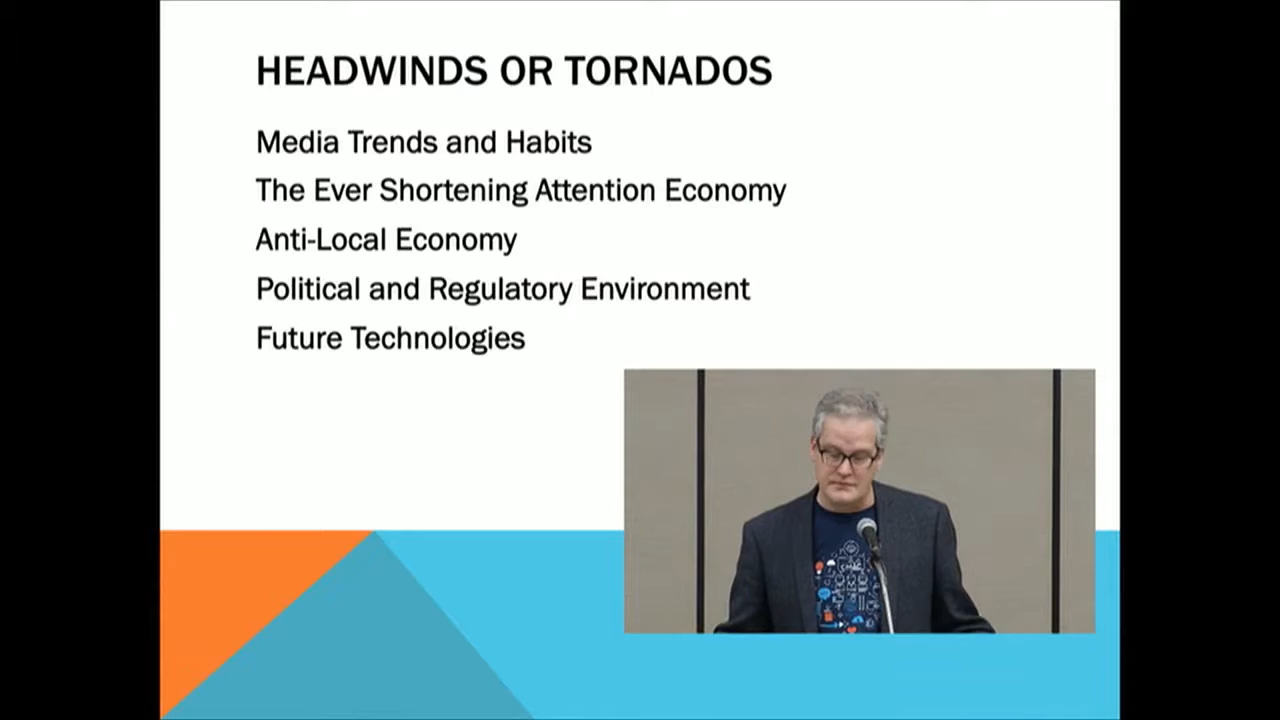 HEADWINDS OR TORNADOS
Media Trends and Habits
The Ever Shortening Attention Economy
Anti-Local Economy
Political and Regulatory Environment
Future Technologies